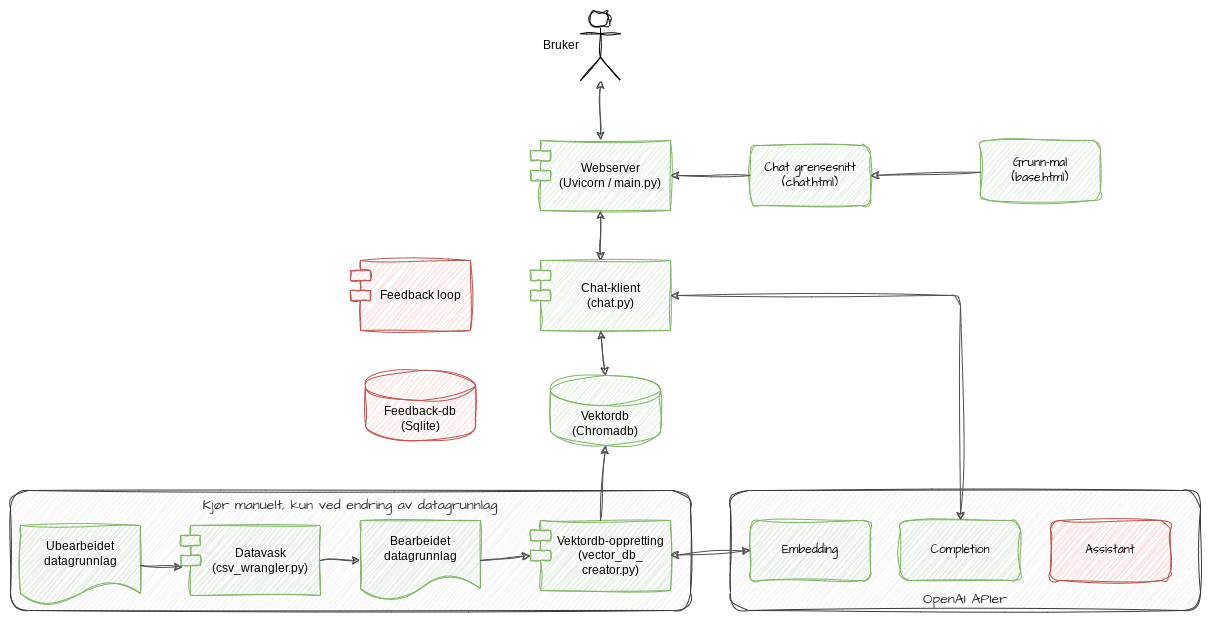 Bruker
Webserver
(Uvicorn / main.py)
Chat grensesnitt
(chat.html)
Grunn-mal
(base.html)
Feedback loop
Chat-klient
(chat.py)
Feedback-db
(Sqlite)
Vektordb
(Chromadb)
Kjør manuelt, kun ved endring av datagrunnlag
Ubearbeidet
datagrunnlag
Datavask
(csv_wrangler.py)
Bearbeidet
datagrunnlag
Vektordb-oppretting
(vector_db_
creator.py)
Embedding
Completion
Assistant
OpenAI APIer